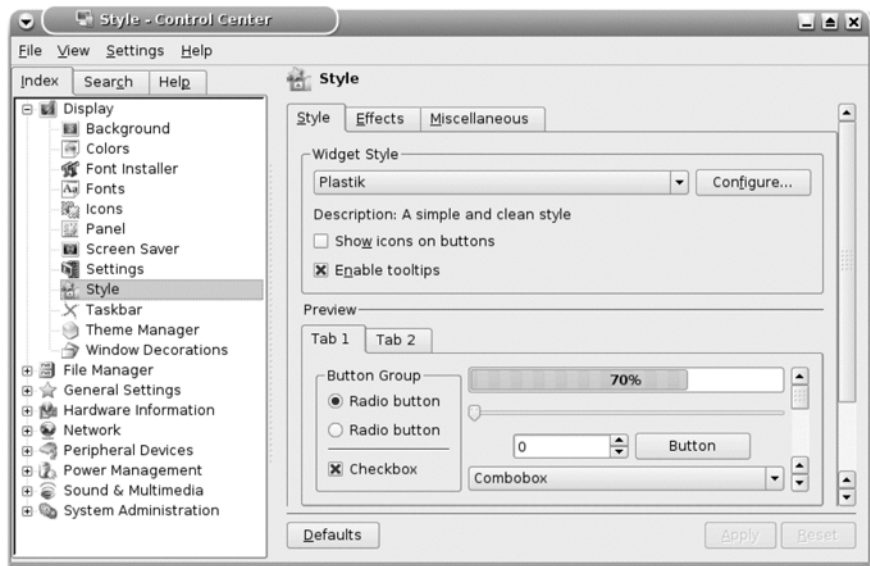 Style - Control Center
File View Settings Help
Index Search Help
Display
Background
Colors
Font Installer
Fonts
Icons
Panel
Screen Saver
Settings
Style
Taskbar
Theme Manager
Window Decorations
File Manager
General Settings
Hardware Information
Network
Peripheral Devices
Power Management
Sound & Multimedia
System Administration
Style
Style Effects Miscellaneous
Widget Style
Plastik Configure...
Description: A simple and clean style
Show icons on buttons
Enable tooltips
Preview
Tab 1 Tab 2
Button Group
Radio button
Radio button
Checkbox
70%
0 Button
Combobox
Defaults Apply Reset